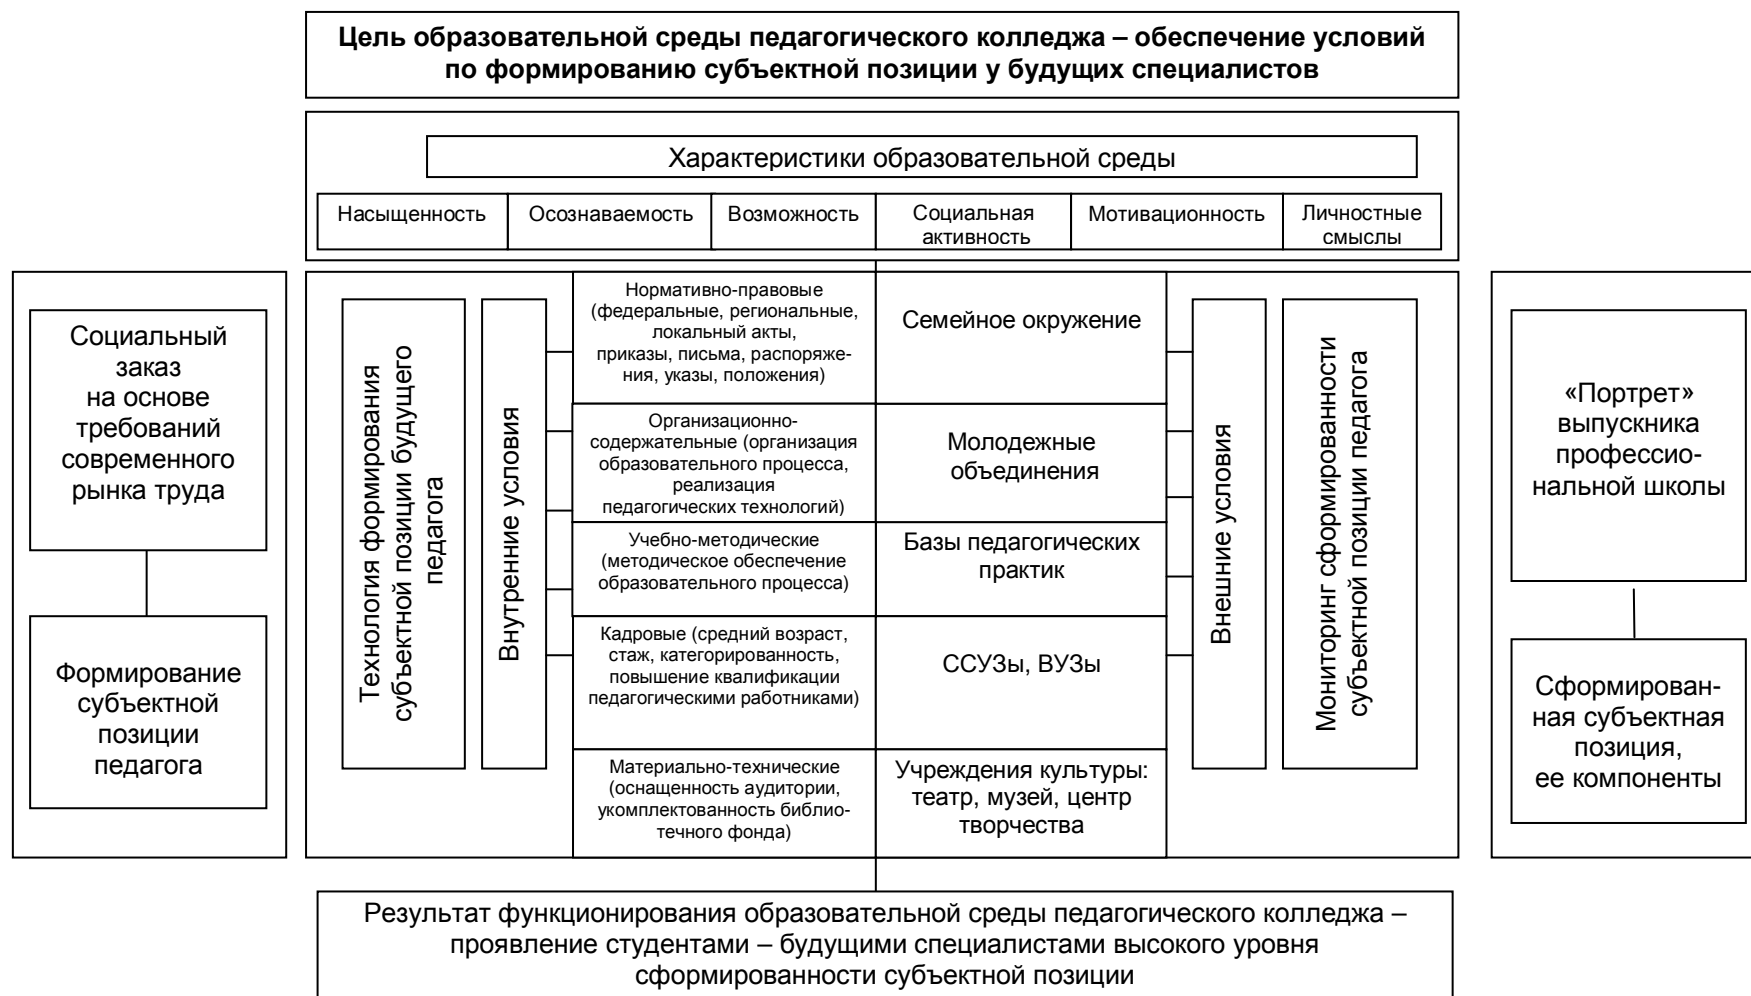 Цель образовательной среды педагогического колледжа – обеспечение условий
по формированию субъектной позиции у будущих специалистов
Характеристики образовательной среды
Насыщенность
Осознаваемость
Возможность
Социальная
активность
Мотивационность
Личностные
смыслы
Социальный
заказ
на основе
требований
современного
рынка труда
Формирование
субъектной
позиции
педагога
Технология формирования
субъектной позиции будущего
педагога
Внутренние условия
Нормативно-правовые
(федеральные, региональные,
локальный акты,
приказы, письма, распоряже-
ния, указы, положения)
Организационно-
содержательные (организация
образовательного процесса,
реализация
педагогических технологий)
Учебно-методические
(методическое обеспечение
образовательного процесса)
Кадровые (средний возраст,
стаж, категорированность,
повышение квалификации
педагогическими работниками)
Материально-технические
(оснащенность аудитории,
укомплектованность библио-
течного фонда)
Семейное окружение
Молодежные
объединения
Базы педагогических
практик
ССУЗы, ВУЗы
Учреждения культуры:
театр, музей, центр
творчества
Внешние условия
Мониторинг сформированности
субъектной позиции педагога
«Портрет»
выпускника
профессио-
нальной школы
Сформирован-
ная субъектная
позиция,
ее компоненты
Результат функционирования образовательной среды педагогического колледжа –
проявление студентами – будущими специалистами высокого уровня
сформированности субъектной позиции